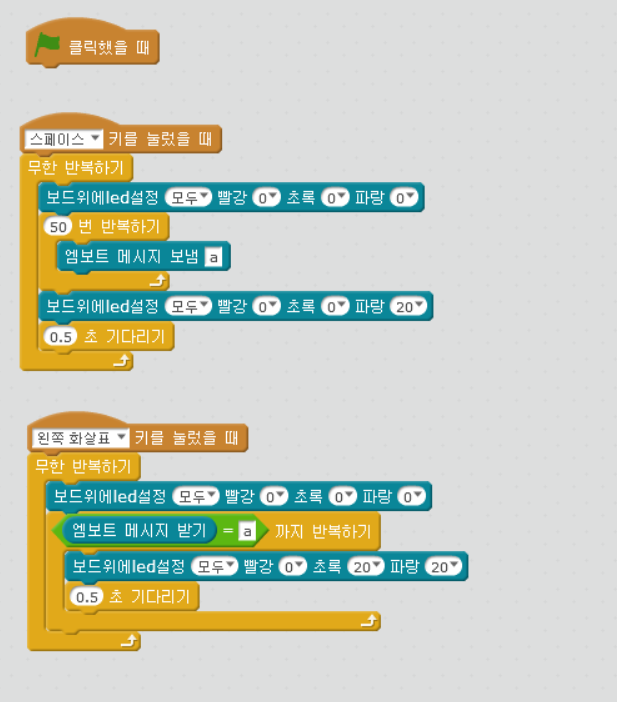 클릭했을 때
스페이스 키를 눌렀을 때
무한 반복하기
보드위에led설정 모두 빨강 0 초록 0 파랑 0
50 번 반복하기
엠보트 메시지 보냄 a
보드위에led설정 모두 빨강 0 초록 0 파랑 20
0.5 초 기다리기
왼쪽 화살표 키를 눌렀을 때
무한 반복하기
보드위에led설정 모두 빨강 0 초록 0 파랑 0
엠보트 메시지 받기 = a 까지 반복하기
보드위에led설정 모두 빨강 0 초록 20 파랑 20
0.5 초 기다리기